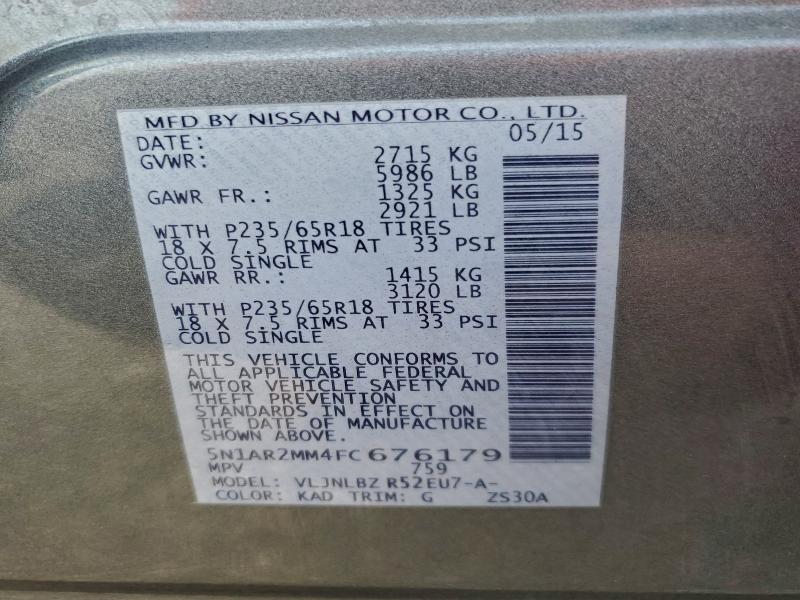 MFD BY NISSAN MOTOR CO., LTD.
DATE: 05/15
GVWR: 2715 KG
5986 LB
GAWR FR.: 1325 KG
2921 LB
WITH P235/65R18 TIRES
18 X 7.5 RIMS AT 33 PSI
COLD SINGLE
GAWR RR.: 1415 KG
3120 LB
WITH P235/65R18 TIRES
18 X 7.5 RIMS AT 33 PSI
COLD SINGLE
THIS VEHICLE CONFORMS TO
ALL APPLICABLE FEDERAL
MOTOR VEHICLE SAFETY AND
THEFT PREVENTION
STANDARDS IN EFFECT ON
THE DATE OF MANUFACTURE
SHOWN ABOVE.
5N1AR2MM4FC676179
MPV 759
MODEL: VLJNLBZ R52EU7-A-
COLOR: KAD TRIM: G ZS30A